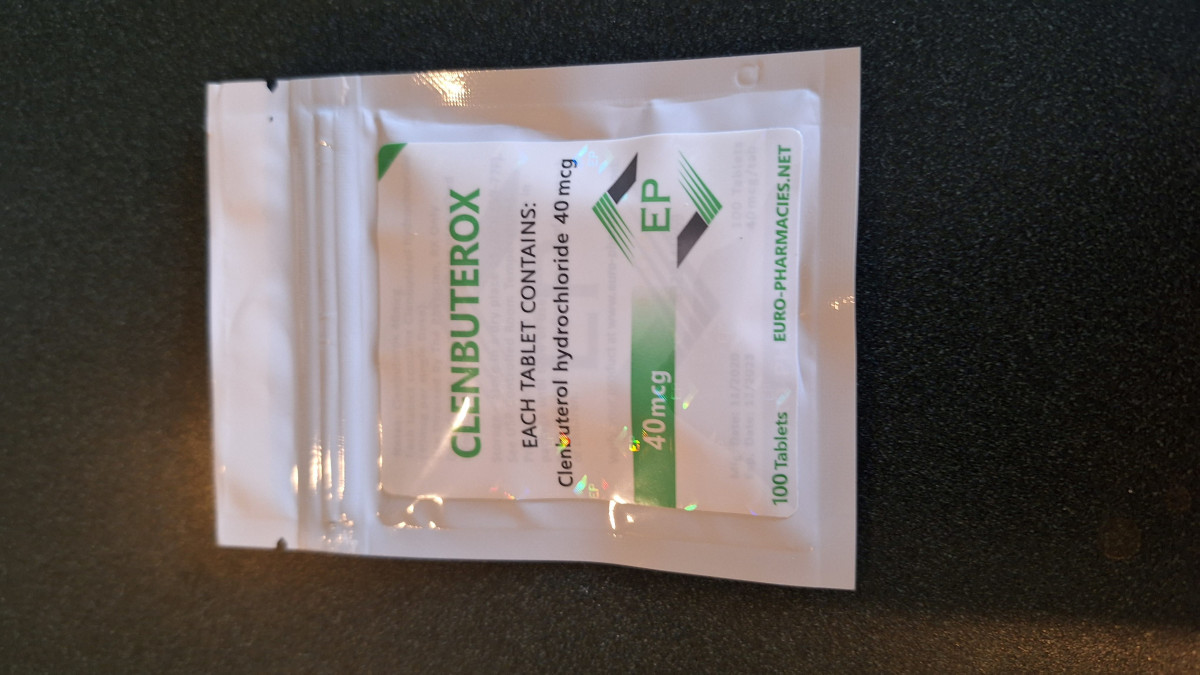 CLENBUTEROX
EACH TABLET CONTAINS:
Clenbuterol hydrochloride 40 mcg
EP
40mcg
100 Tablets
EURO-PHARMACIES.NET